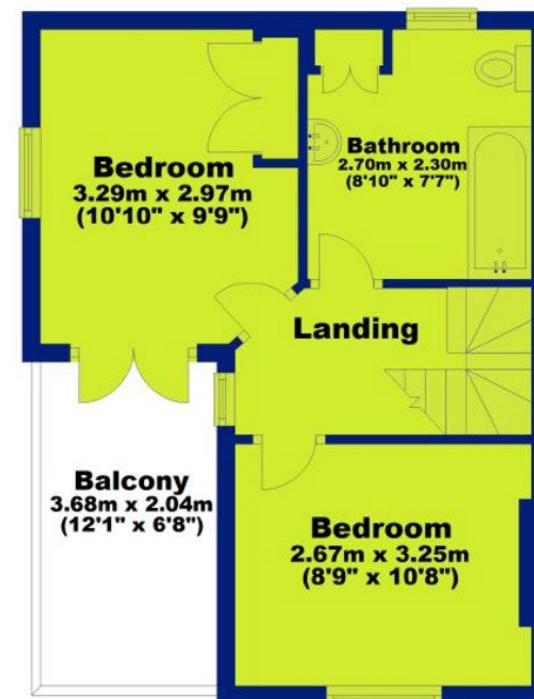 Bedroom
3.29m x 2.97m
(10'10" x 9'9")
Bathroom
2.70m x 2.30m
(8'10" x 7'7")
Landing
Balcony
3.68m x 2.04m
(12'1" x 6'8")
Bedroom
2.67m x 3.25m
(8'9" x 10'8")